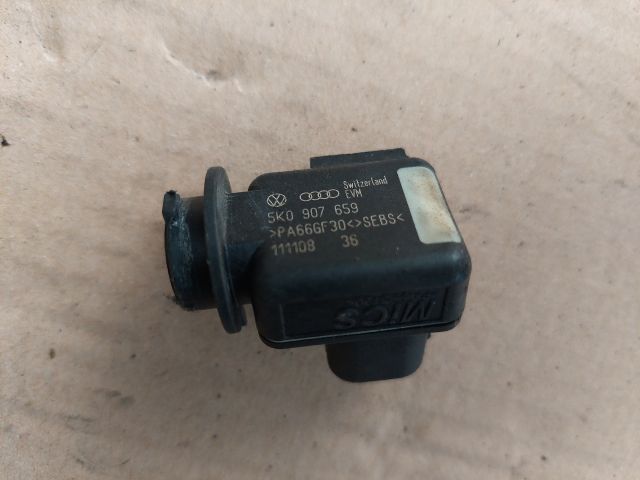 Switzerland
EVM
5K0 907 659
>PA66GF30<>SEBS<
111108 36
MiCS